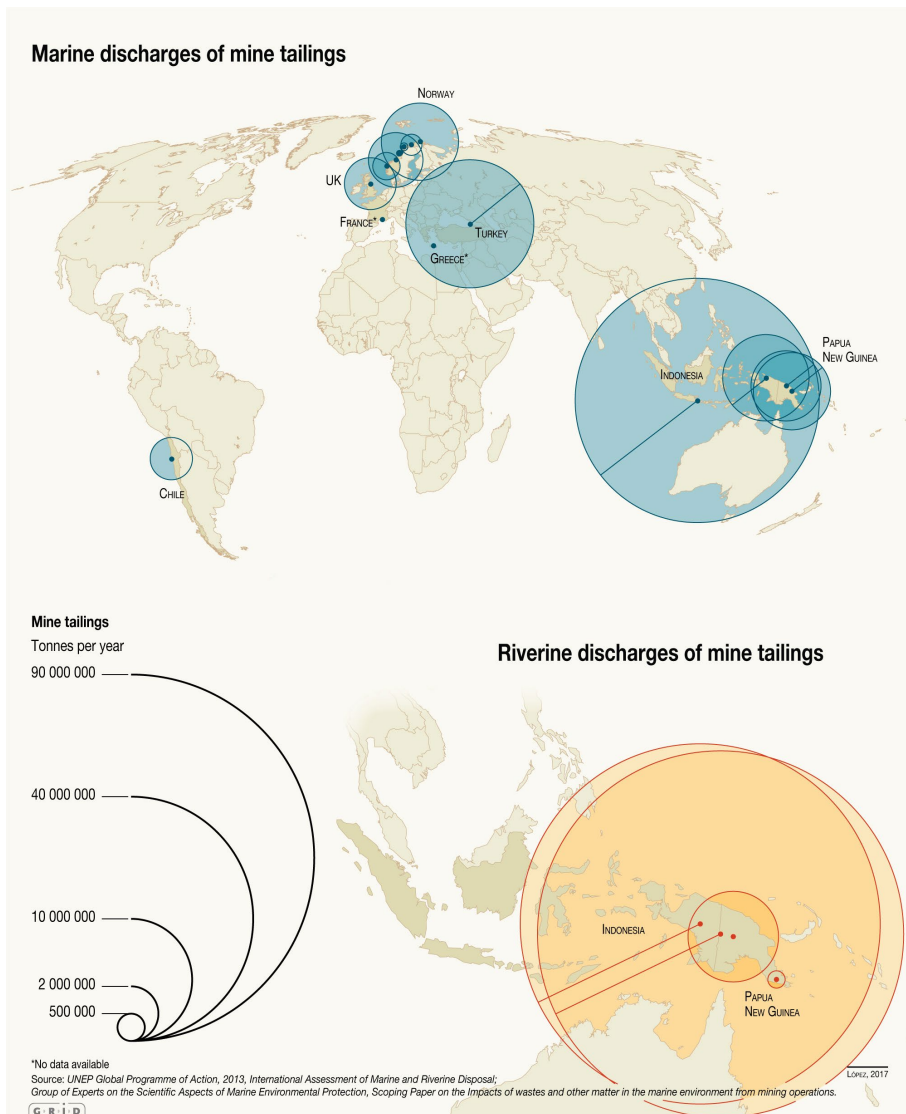 Marine discharges of mine tailings
NORWAY
UK
FRANCE*
TURKEY
GREECE*
PAPUA
NEW GUINEA
INDONESIA
CHILE
Mine tailings
Tonnes per year
90 000 000
40 000 000
10 000 000
2 000 000
500 000
Riverine discharges of mine tailings
INDONESIA
PAPUA
NEW GUINEA
*No data available
LÓPEZ, 2017
Source: UNEP Global Programme of Action, 2013, International Assessment of Marine and Riverine Disposal;
Group of Experts on the Scientific Aspects of Marine Environmental Protection, Scoping Paper on the Impacts of wastes and other matter in the marine environment from mining operations.
G·R·I·D